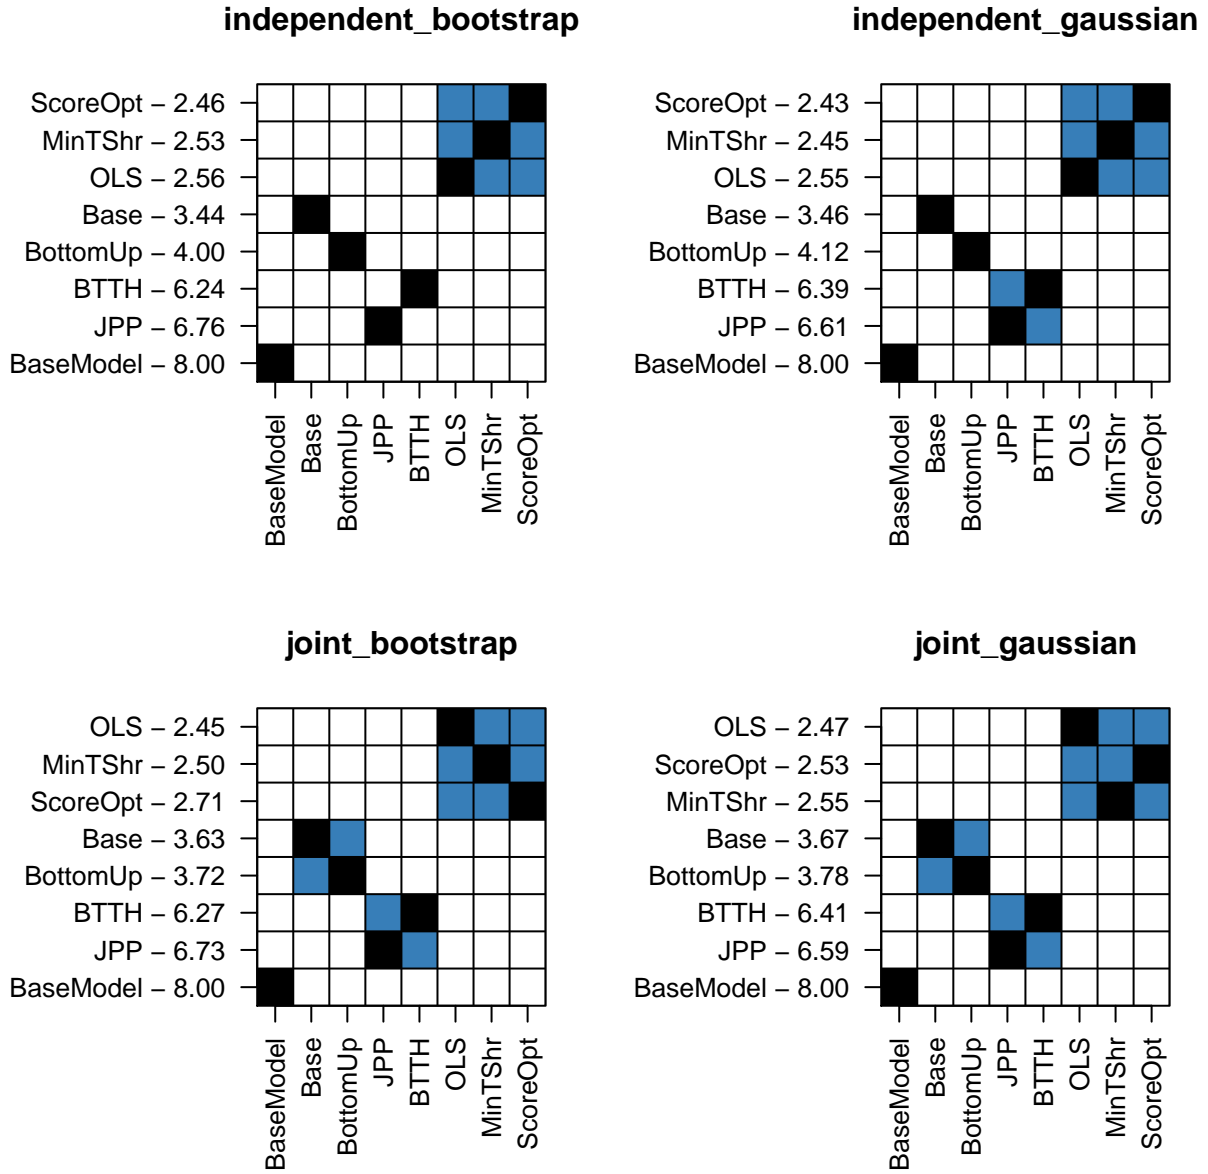 independent_bootstrap
ScoreOpt – 2.46
MinTShr – 2.53
OLS – 2.56
Base – 3.44
BottomUp – 4.00
BTTH – 6.24
JPP – 6.76
BaseModel – 8.00
BaseModel
Base
BottomUp
JPP
BTTH
OLS
MinTShr
ScoreOpt
independent_gaussian
ScoreOpt – 2.43
MinTShr – 2.45
OLS – 2.55
Base – 3.46
BottomUp – 4.12
BTTH – 6.39
JPP – 6.61
BaseModel – 8.00
BaseModel
Base
BottomUp
JPP
BTTH
OLS
MinTShr
ScoreOpt
joint_bootstrap
OLS – 2.45
MinTShr – 2.50
ScoreOpt – 2.71
Base – 3.63
BottomUp – 3.72
BTTH – 6.27
JPP – 6.73
BaseModel – 8.00
BaseModel
Base
BottomUp
JPP
BTTH
OLS
MinTShr
ScoreOpt
joint_gaussian
OLS – 2.47
ScoreOpt – 2.53
MinTShr – 2.55
Base – 3.67
BottomUp – 3.78
BTTH – 6.41
JPP – 6.59
BaseModel – 8.00
BaseModel
Base
BottomUp
JPP
BTTH
OLS
MinTShr
ScoreOpt